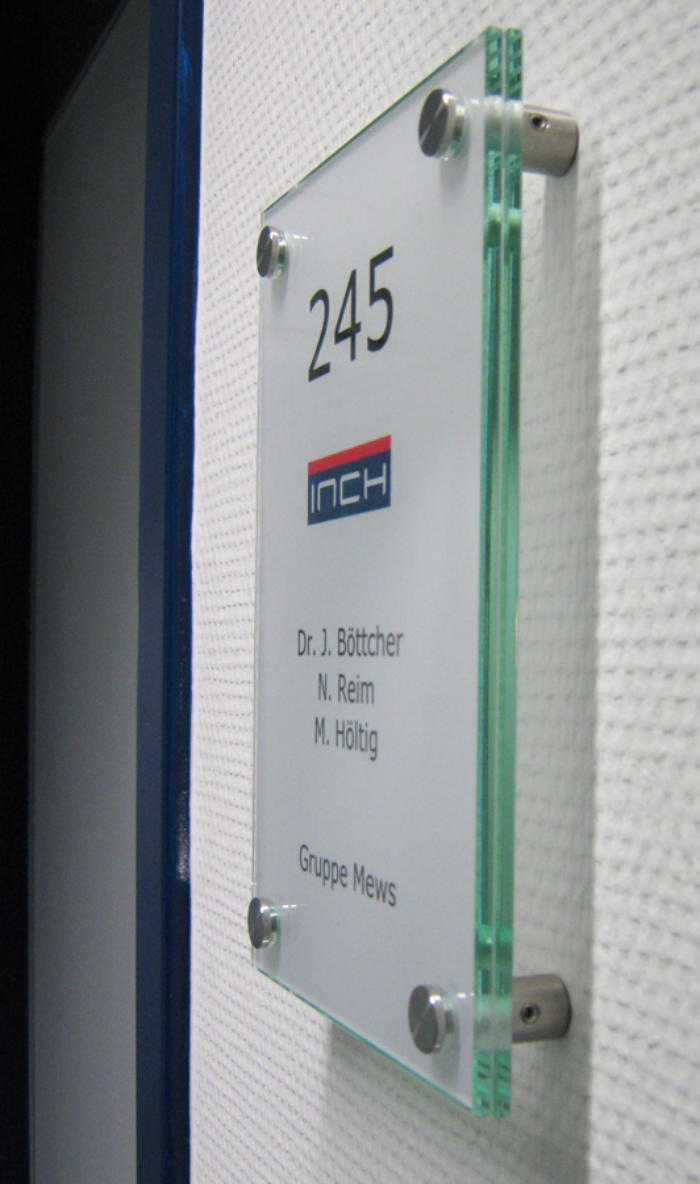 245
INCH
Dr. J. Böttcher
N. Reim
M. Höltig
Gruppe Mews